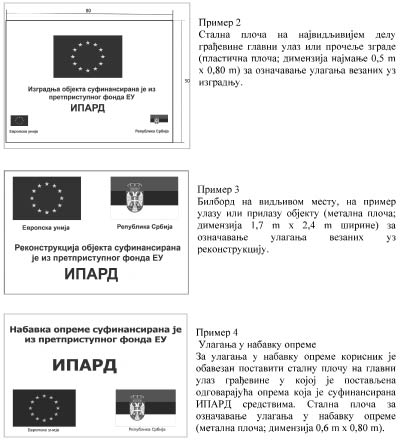 80
50
Изградња објекта суфинансирана је из
претприступног фонда ЕУ
ИПАРД
Европска унија
Република Србија
Пример 2
Стална плоча на највидљивијем делу
грађевине главни улаз или прочеље зграде
(пластична плоча; димензија најмање 0,5 m
x 0,80 m) за означавање улагања везаних уз
изградњу.
Европска унија
Република Србија
Реконструкција објекта суфинансирана
је из претприступног фонда ЕУ
ИПАРД
Пример 3
Билборд на видљивом месту, на пример
улазу или прилазу објекту (метална плоча;
димензија 1,7 m x 2,4 m ширине) за
означавање улагања везаних уз
реконструкцију.
Набавка опреме суфинансирана је
из претприступног фонда ЕУ
ИПАРД
Европска унија
Република Србија
Пример 4
Улагања у набавку опреме
За улагања у набавку опреме корисник је
обавезан поставити сталну плочу на главни
улаз грађевине у којој је постављена
одговарајућа опрема која је суфинансирана
ИПАРД средствима. Стална плоча за
означавање улагања у набавку опреме
(метална плоча; димензија 0,6 m x 0,80 m).